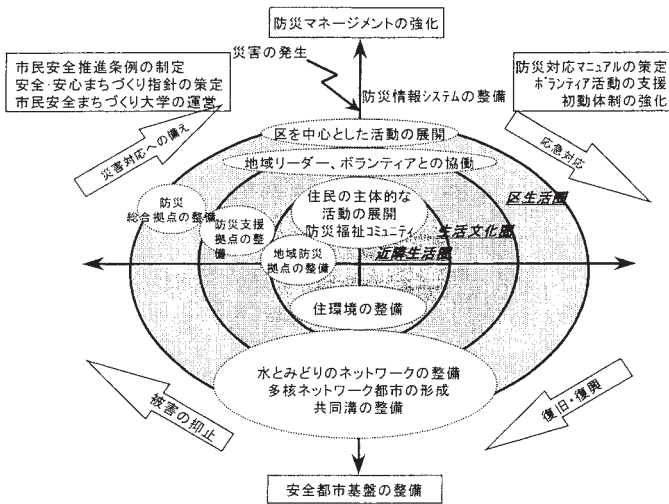 防災マネージメントの強化
災害の発生
市民安全推進条例の制定
安全・安心まちづくり指針の策定
市民安全まちづくり大学の運営
防災対応マニュアルの策定
ボランティア活動の支援
初動体制の強化
防災情報システムの整備
災害対応への備え
応急対応
区を中心とした活動の展開
地域リーダー、ボランティアとの協働
住民の主体的な
活動の展開
防災福祉コミュニティ
防災
総合拠点の整備
防災支援
拠点の整
備
地域防災
拠点の整備
区生活圏
生活文化圏
近隣生活圏
住環境の整備
水とみどりのネットワークの整備
多核ネットワーク都市の形成
共同溝の整備
被害の抑止
復旧・復興
安全都市基盤の整備